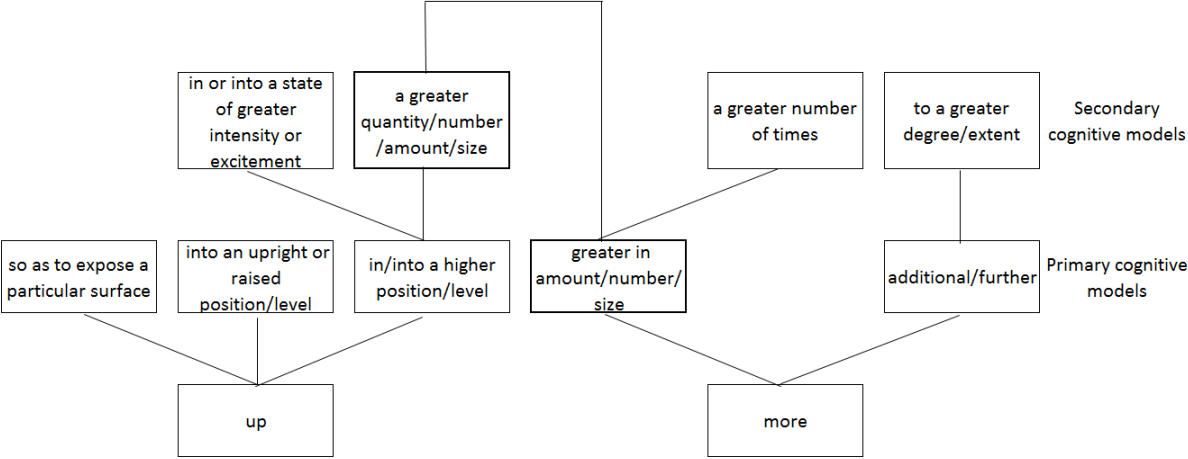 in or into a state
of greater
intensity or
excitement
a greater
quantity/number
/amount/size
a greater number
of times
to a greater
degree/extent
Secondary
cognitive models
so as to expose a
particular surface
into an upright or
raised
position/level
in/into a higher
position/level
greater in
amount/number/
size
additional/further
Primary cognitive
models
up
more